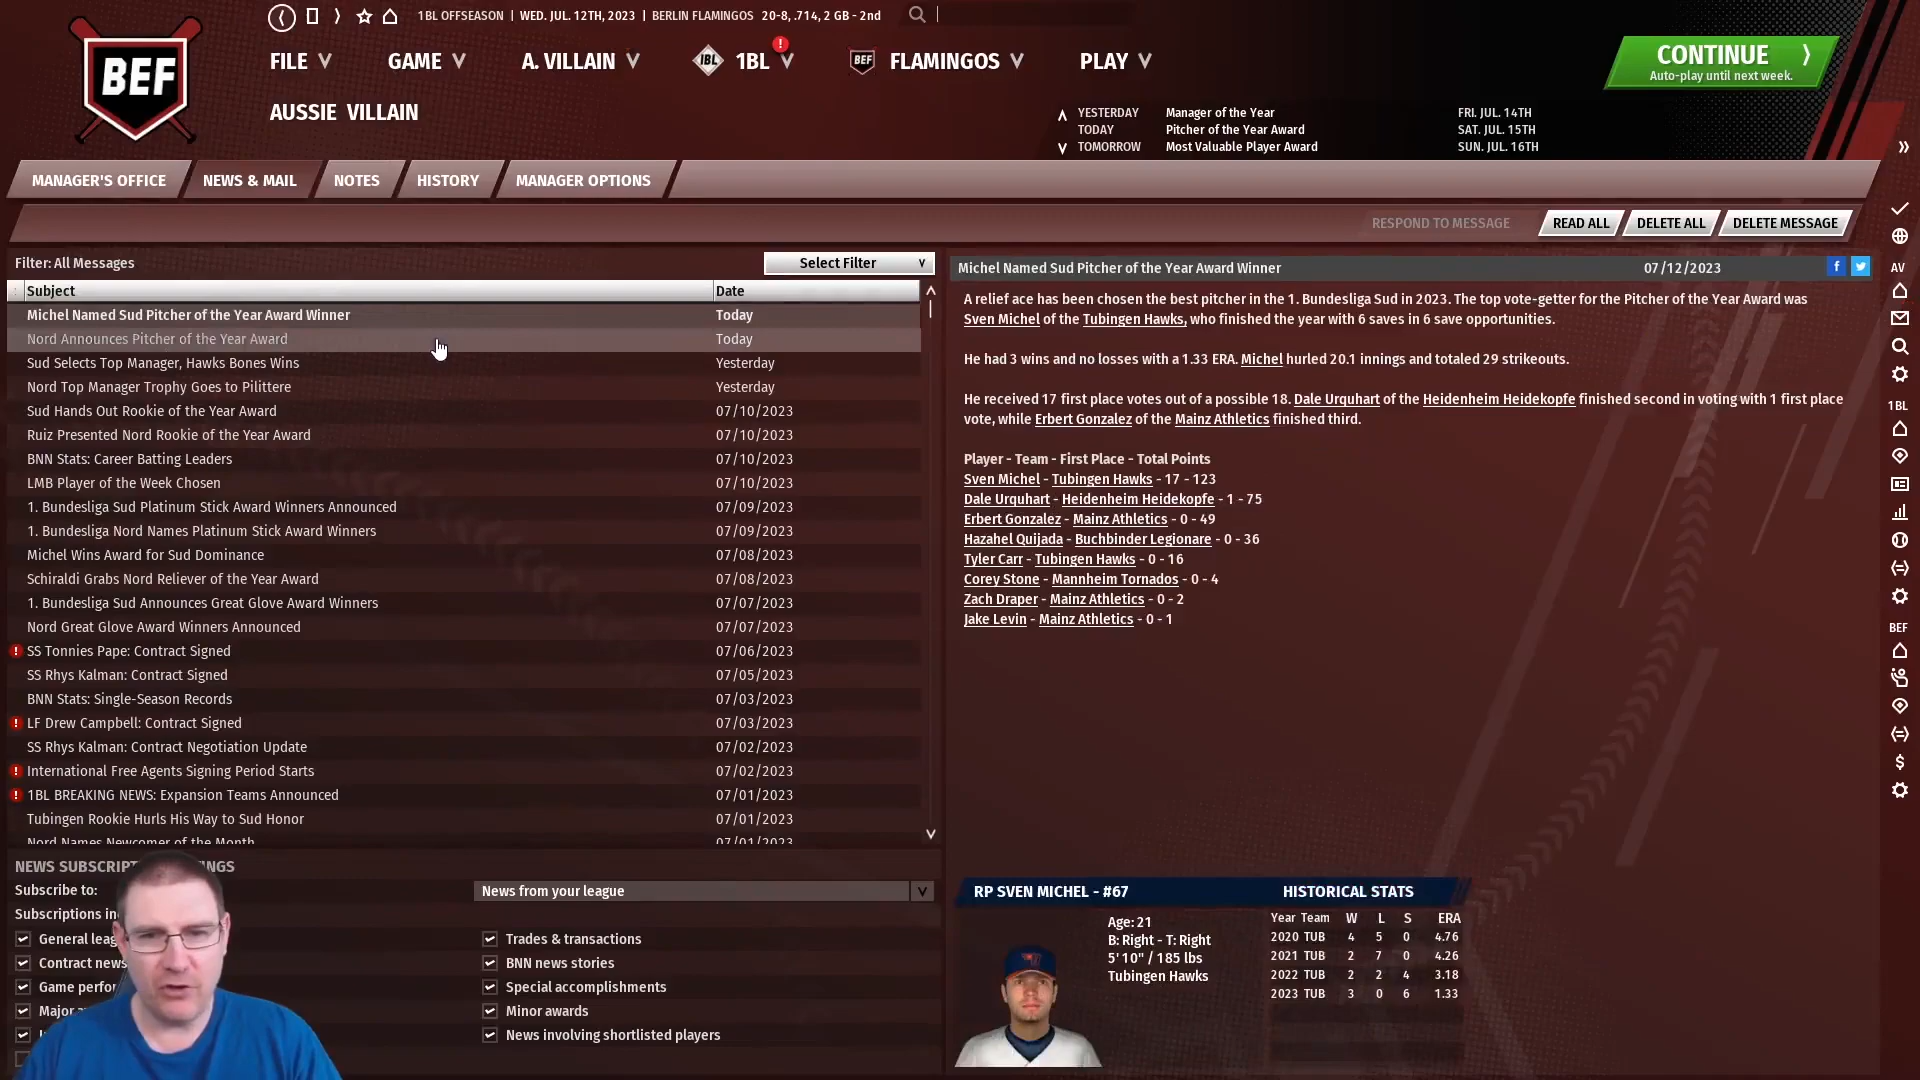 1BL OFFSEASON | WED. JUL. 12TH, 2023 | BERLIN FLAMINGOS 20-8, .714, 2 GB - 2nd
BEF
FILE GAME A. VILLAIN IBL 1BL ! BEF FLAMINGOS PLAY
CONTINUE
Auto-play until next week.
AUSSIE VILLAIN
YESTERDAY Manager of the Year FRI. JUL. 14TH
TODAY Pitcher of the Year Award SAT. JUL. 15TH
TOMORROW Most Valuable Player Award SUN. JUL. 16TH
MANAGER'S OFFICE NEWS & MAIL NOTES HISTORY MANAGER OPTIONS
RESPOND TO MESSAGE READ ALL DELETE ALL DELETE MESSAGE
Filter: All Messages Select Filter
Subject Date
Michel Named Sud Pitcher of the Year Award Winner Today
Nord Announces Pitcher of the Year Award Today
Sud Selects Top Manager, Hawks Bones Wins Yesterday
Nord Top Manager Trophy Goes to Pilittere Yesterday
Sud Hands Out Rookie of the Year Award 07/10/2023
Ruiz Presented Nord Rookie of the Year Award 07/10/2023
BNN Stats: Career Batting Leaders 07/10/2023
LMB Player of the Week Chosen 07/10/2023
1. Bundesliga Sud Platinum Stick Award Winners Announced 07/09/2023
1. Bundesliga Nord Names Platinum Stick Award Winners 07/09/2023
Michel Wins Award for Sud Dominance 07/08/2023
Schiraldi Grabs Nord Reliever of the Year Award 07/08/2023
1. Bundesliga Sud Announces Great Glove Award Winners 07/07/2023
Nord Great Glove Award Winners Announced 07/07/2023
! SS Tonnies Pape: Contract Signed 07/06/2023
SS Rhys Kalman: Contract Signed 07/05/2023
BNN Stats: Single-Season Records 07/03/2023
! LF Drew Campbell: Contract Signed 07/03/2023
SS Rhys Kalman: Contract Negotiation Update 07/02/2023
! International Free Agents Signing Period Starts 07/02/2023
! 1BL BREAKING NEWS: Expansion Teams Announced 07/01/2023
Tubingen Rookie Hurls His Way to Sud Honor 07/01/2023
Nord Names Newcomer of the Month 07/01/2023
Michel Named Sud Pitcher of the Year Award Winner 07/12/2023
A relief ace has been chosen the best pitcher in the 1. Bundesliga Sud in 2023. The top vote-getter for the Pitcher of the Year Award was
Sven Michel of the Tubingen Hawks, who finished the year with 6 saves in 6 save opportunities.
He had 3 wins and no losses with a 1.33 ERA. Michel hurled 20.1 innings and totaled 29 strikeouts.
He received 17 first place votes out of a possible 18. Dale Urquhart of the Heidenheim Heidekopfe finished second in voting with 1 first place
vote, while Erbert Gonzalez of the Mainz Athletics finished third.
Player - Team - First Place - Total Points
Sven Michel - Tubingen Hawks - 17 - 123
Dale Urquhart - Heidenheim Heidekopfe - 1 - 75
Erbert Gonzalez - Mainz Athletics - 0 - 49
Hazahel Quijada - Buchbinder Legionare - 0 - 36
Tyler Carr - Tubingen Hawks - 0 - 16
Corey Stone - Mannheim Tornados - 0 - 4
Zach Draper - Mainz Athletics - 0 - 2
Jake Levin - Mainz Athletics - 0 - 1
AV
1BL
BEF
$
NEWS
Subscribe to: News from your league
Subscriptions
General
Contract news
Game
Trades & transactions
BNN news stories
Special accomplishments
Minor awards
News involving shortlisted players
RP SVEN MICHEL - #67 HISTORICAL STATS
Age: 21
B: Right - T: Right
5' 10" / 185 lbs
Tubingen Hawks
Year Team W L S ERA
2020 TUB 4 5 0 4.76
2021 TUB 2 7 0 4.26
2022 TUB 2 2 4 3.18
2023 TUB 3 0 6 1.33